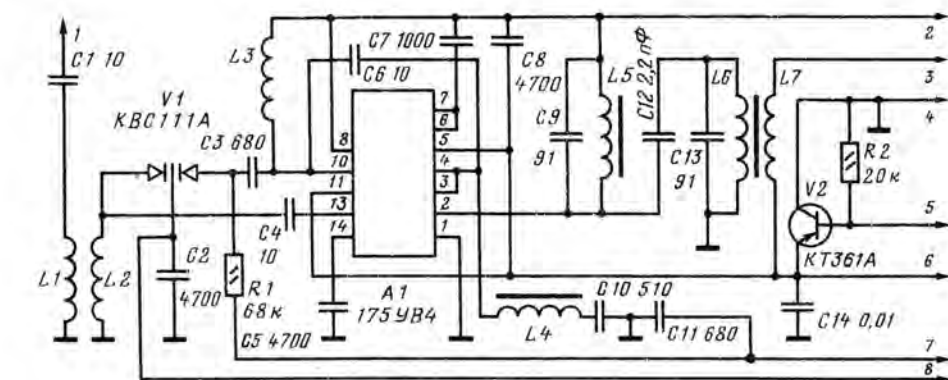 1
C1 10
V1
КВС111А
L3
C3 680
C7 1000
C6 10
C8
4700
C9
91
L5
C12 2,2 пФ
C13
91
L6
L7
2
3
4
R2
20к
V2
КТ361А
5
6
C14 0,01
7
8
8
10
11
13
14
7
6
5
4
3
2
1
A1
175УВ4
C4
10
C2
4700
R1
68к
C5 4700
L1
L2
L4
C10 510
C11 680